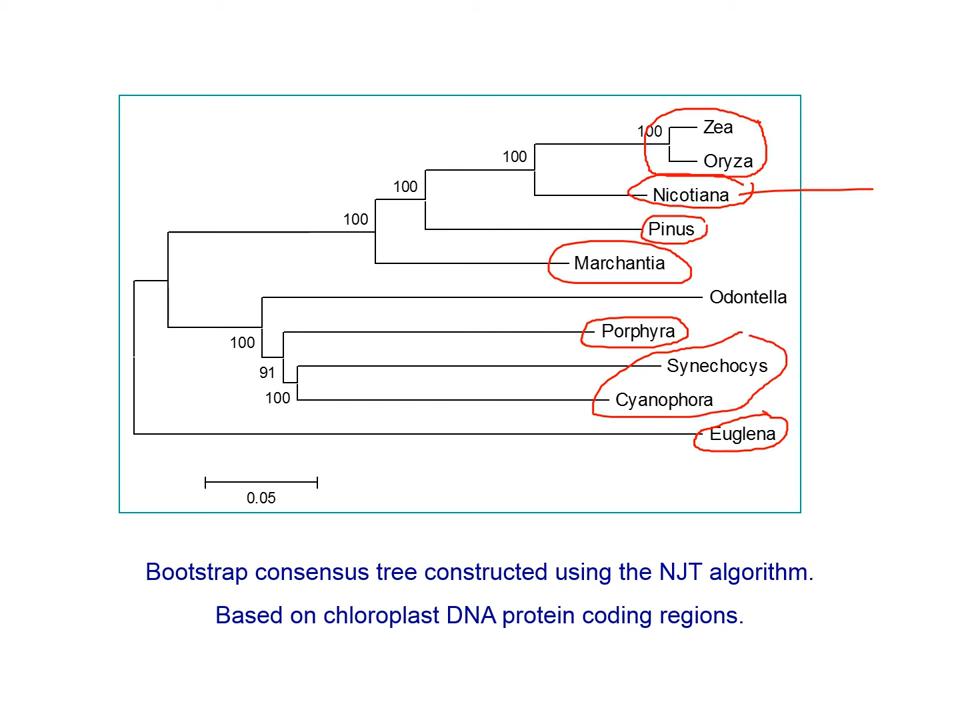 100
Zea
Oryza
100
Nicotiana
100
Pinus
100
Marchantia
Odontella
100
Porphyra
91
Synechocys
100
Cyanophora
Euglena
0.05
Bootstrap consensus tree constructed using the NJT algorithm.
Based on chloroplast DNA protein coding regions.